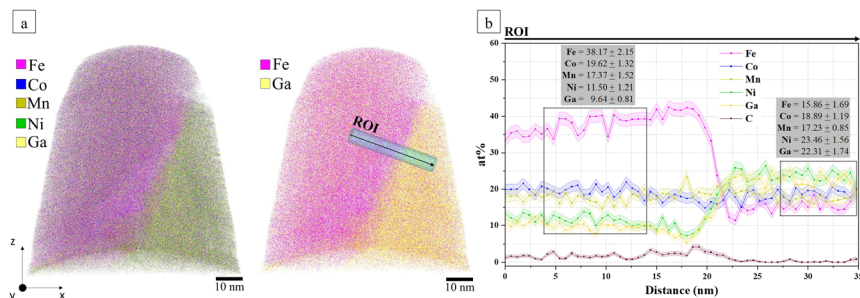 a
Fe
Co
Mn
Ni
Ga
z
y
x
10 nm
Fe
Ga
ROI
10 nm
b
ROI
Fe = 38.17 ± 2.15
Co = 19.62 ± 1.32
Mn = 17.37 ± 1.52
Ni = 11.50 ± 1.21
Ga = 9.64 ± 0.81
Fe
Co
Mn
Ni
Ga
C
Fe = 15.86 ± 1.69
Co = 18.89 ± 1.19
Mn = 17.23 ± 0.85
Ni = 23.46 ± 1.56
Ga = 22.31 ± 1.74
at%
60
50
40
30
20
10
0
0 5 10 15 20 25 30 35
Distance (nm)